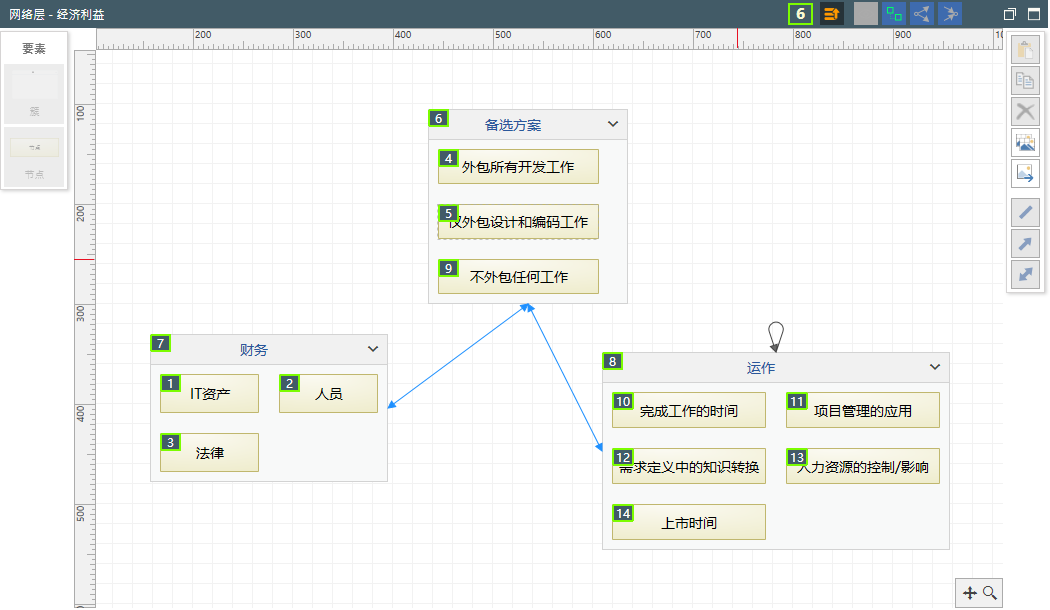 网络层 - 经济利益
6
要素
簇
节点
节点
200 300 400 500 600 700 800 900
100
200
300
400
500
6 备选方案
4 外包所有开发工作
5 仅外包设计和编码工作
9 不外包任何工作
7 财务
1 IT资产
2 人员
3 法律
8 运作
10 完成工作的时间
11 项目管理的应用
12 需求定义中的知识转换
13 人力资源的控制/影响
14 上市时间